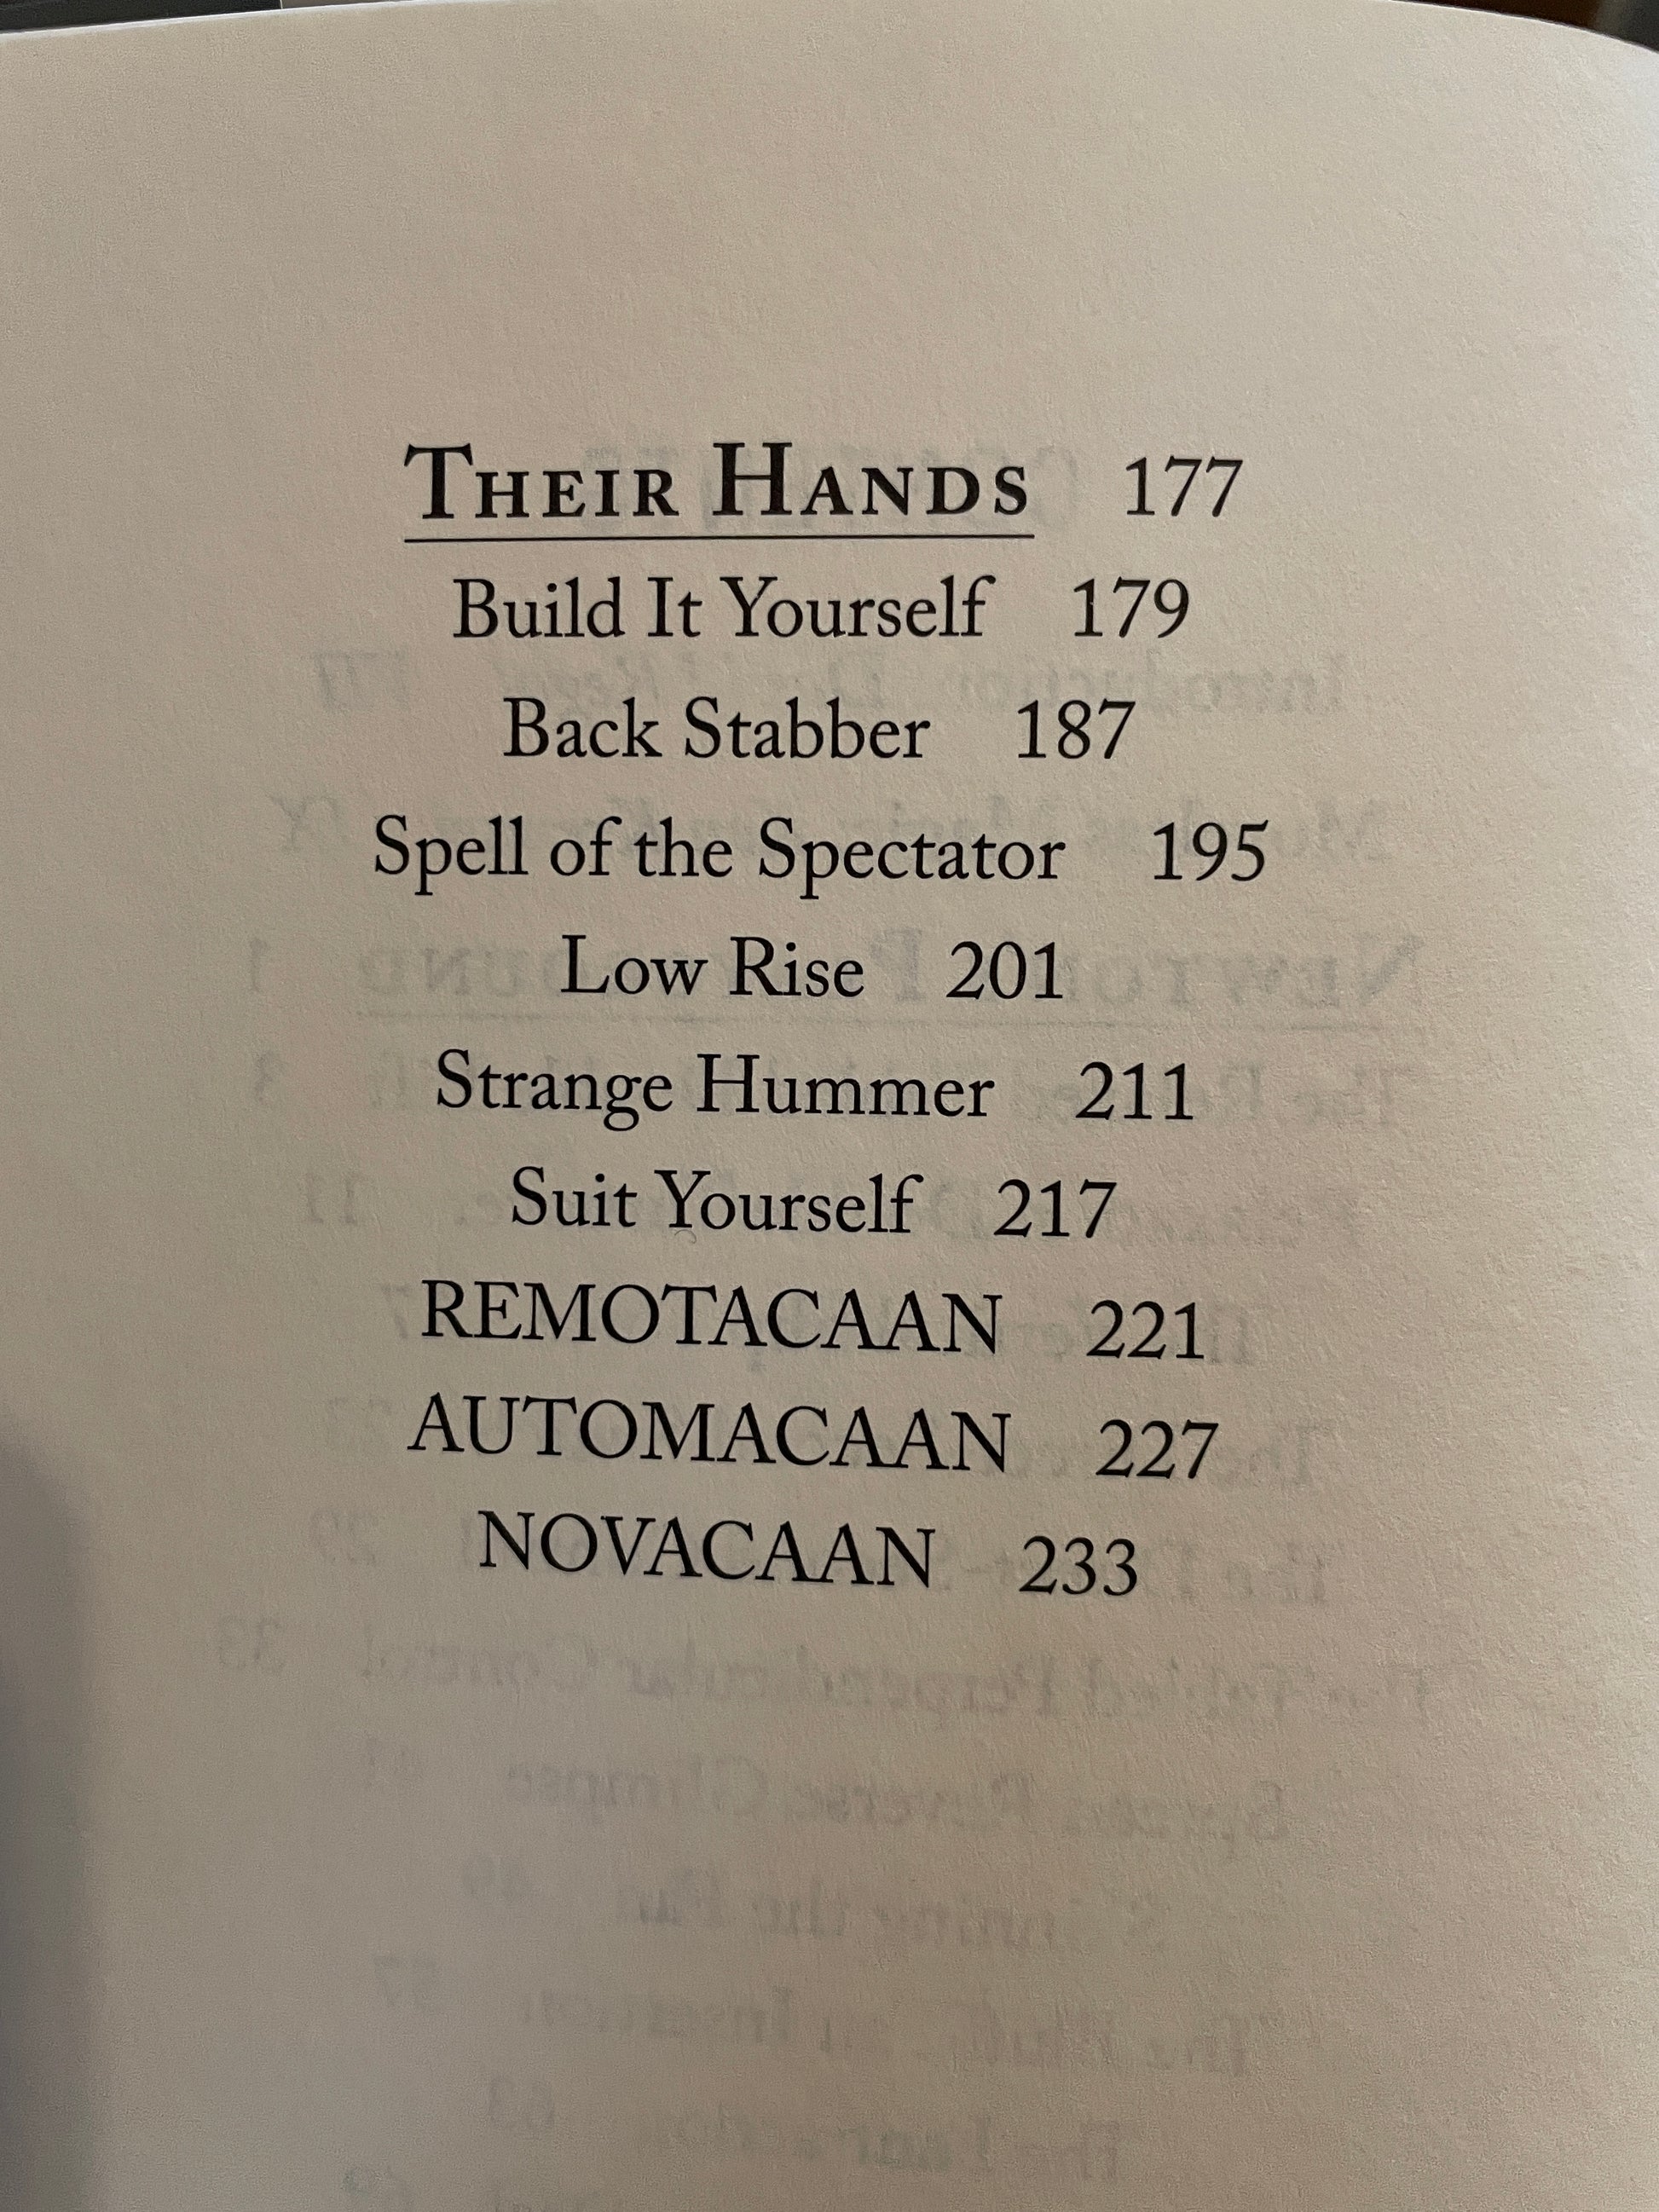 THEIR HANDS 177
Build It Yourself 179
Back Stabber 187
Spell of the Spectator 195
Low Rise 201
Strange Hummer 211
Suit Yourself 217
REMOTACAAN 221
AUTOMACAAN 227
NOVACAAN 233